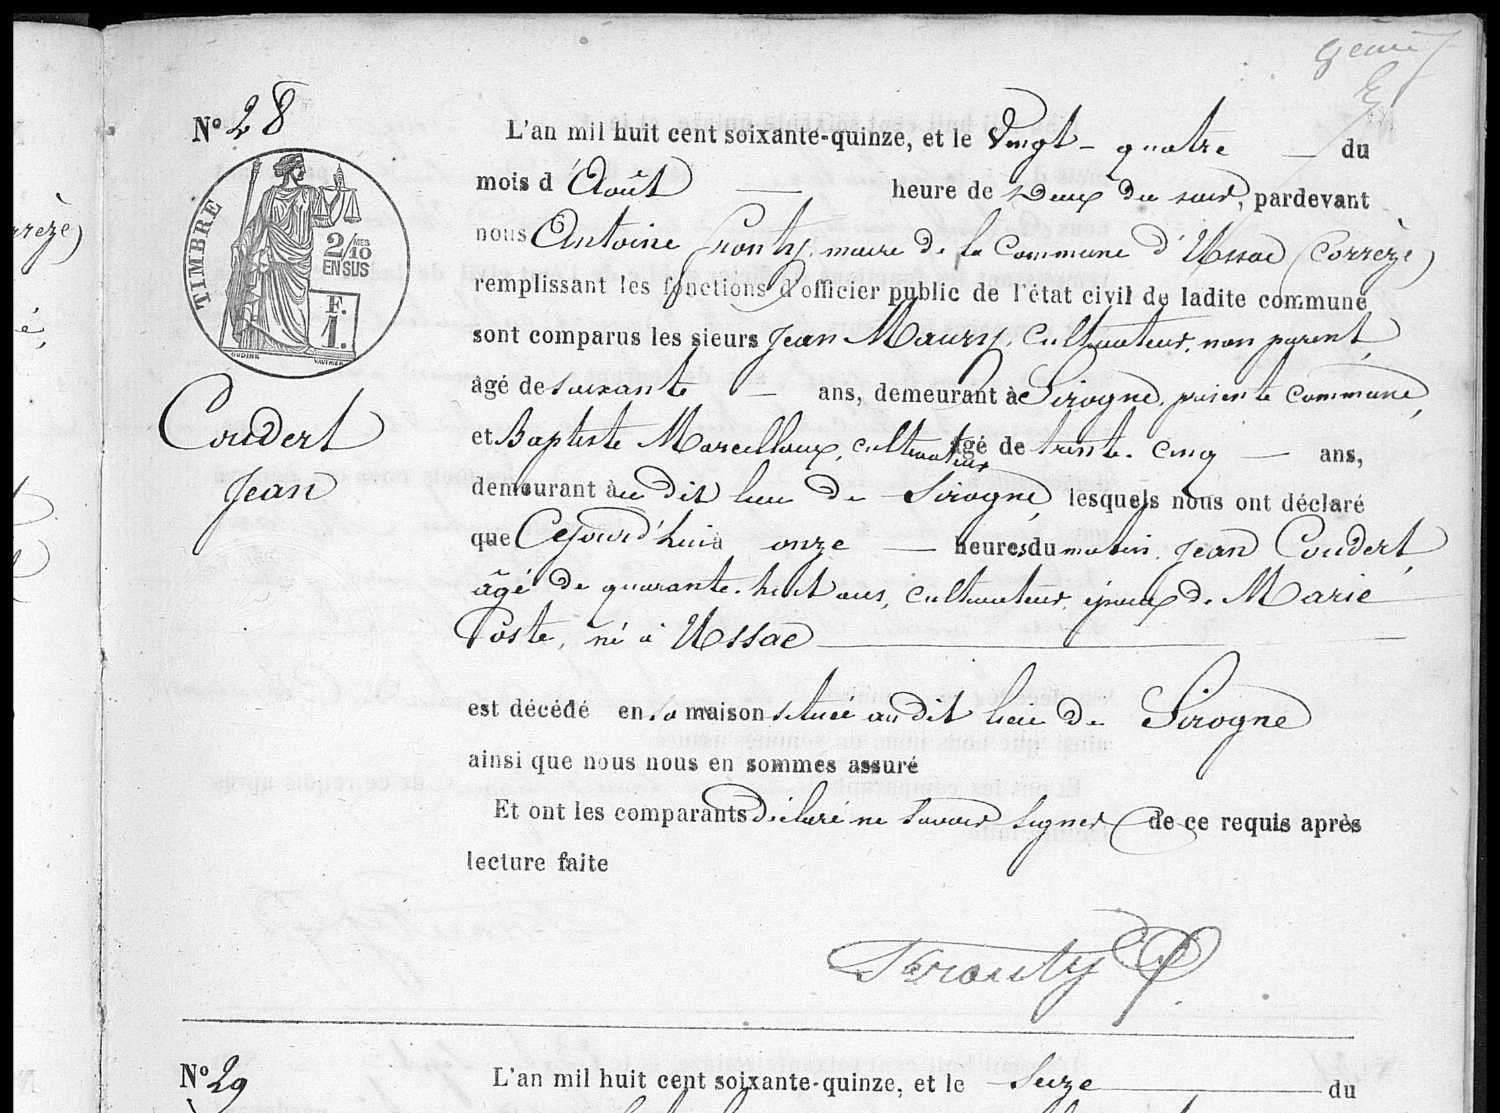 N° 28
L'an mil huit cent soixante-quinze, et le Vingt-quatre du
mois d'Août heure de deux du soir, pardevant
nous Antoine Fronty, maire de la Commune d'Ussac (Corrèze)
remplissant les fonctions d'officier public de l'état civil de ladite commune
sont comparus les sieurs Jean Maury, cultivateur, non parent,
âgé de soixante ans, demeurant à Sirogne, présente commune,
et Baptiste Marcilloux, cultivateur âgé de trente-cinq ans,
demeurant au dit lieu de Sirogne, lesquels nous ont déclaré
que Cejourd'hui à onze heures du matin, Jean Coudert,
âgé de quarante-huit ans, cultivateur, époux de Marie
Poste, né à Ussac
est décédé en sa maison située au dit lieu de Sirogne
ainsi que nous nous en sommes assuré
Et ont les comparants déclaré ne savoir signer de ce requis après
lecture faite
Fronty
TIMBRE
2/10 MES
EN SUS
F.
1.
OUDINÉ
Coudert
Jean
N° 29
L'an mil huit cent soixante-quinze, et le Seize du
rrèze)
é,